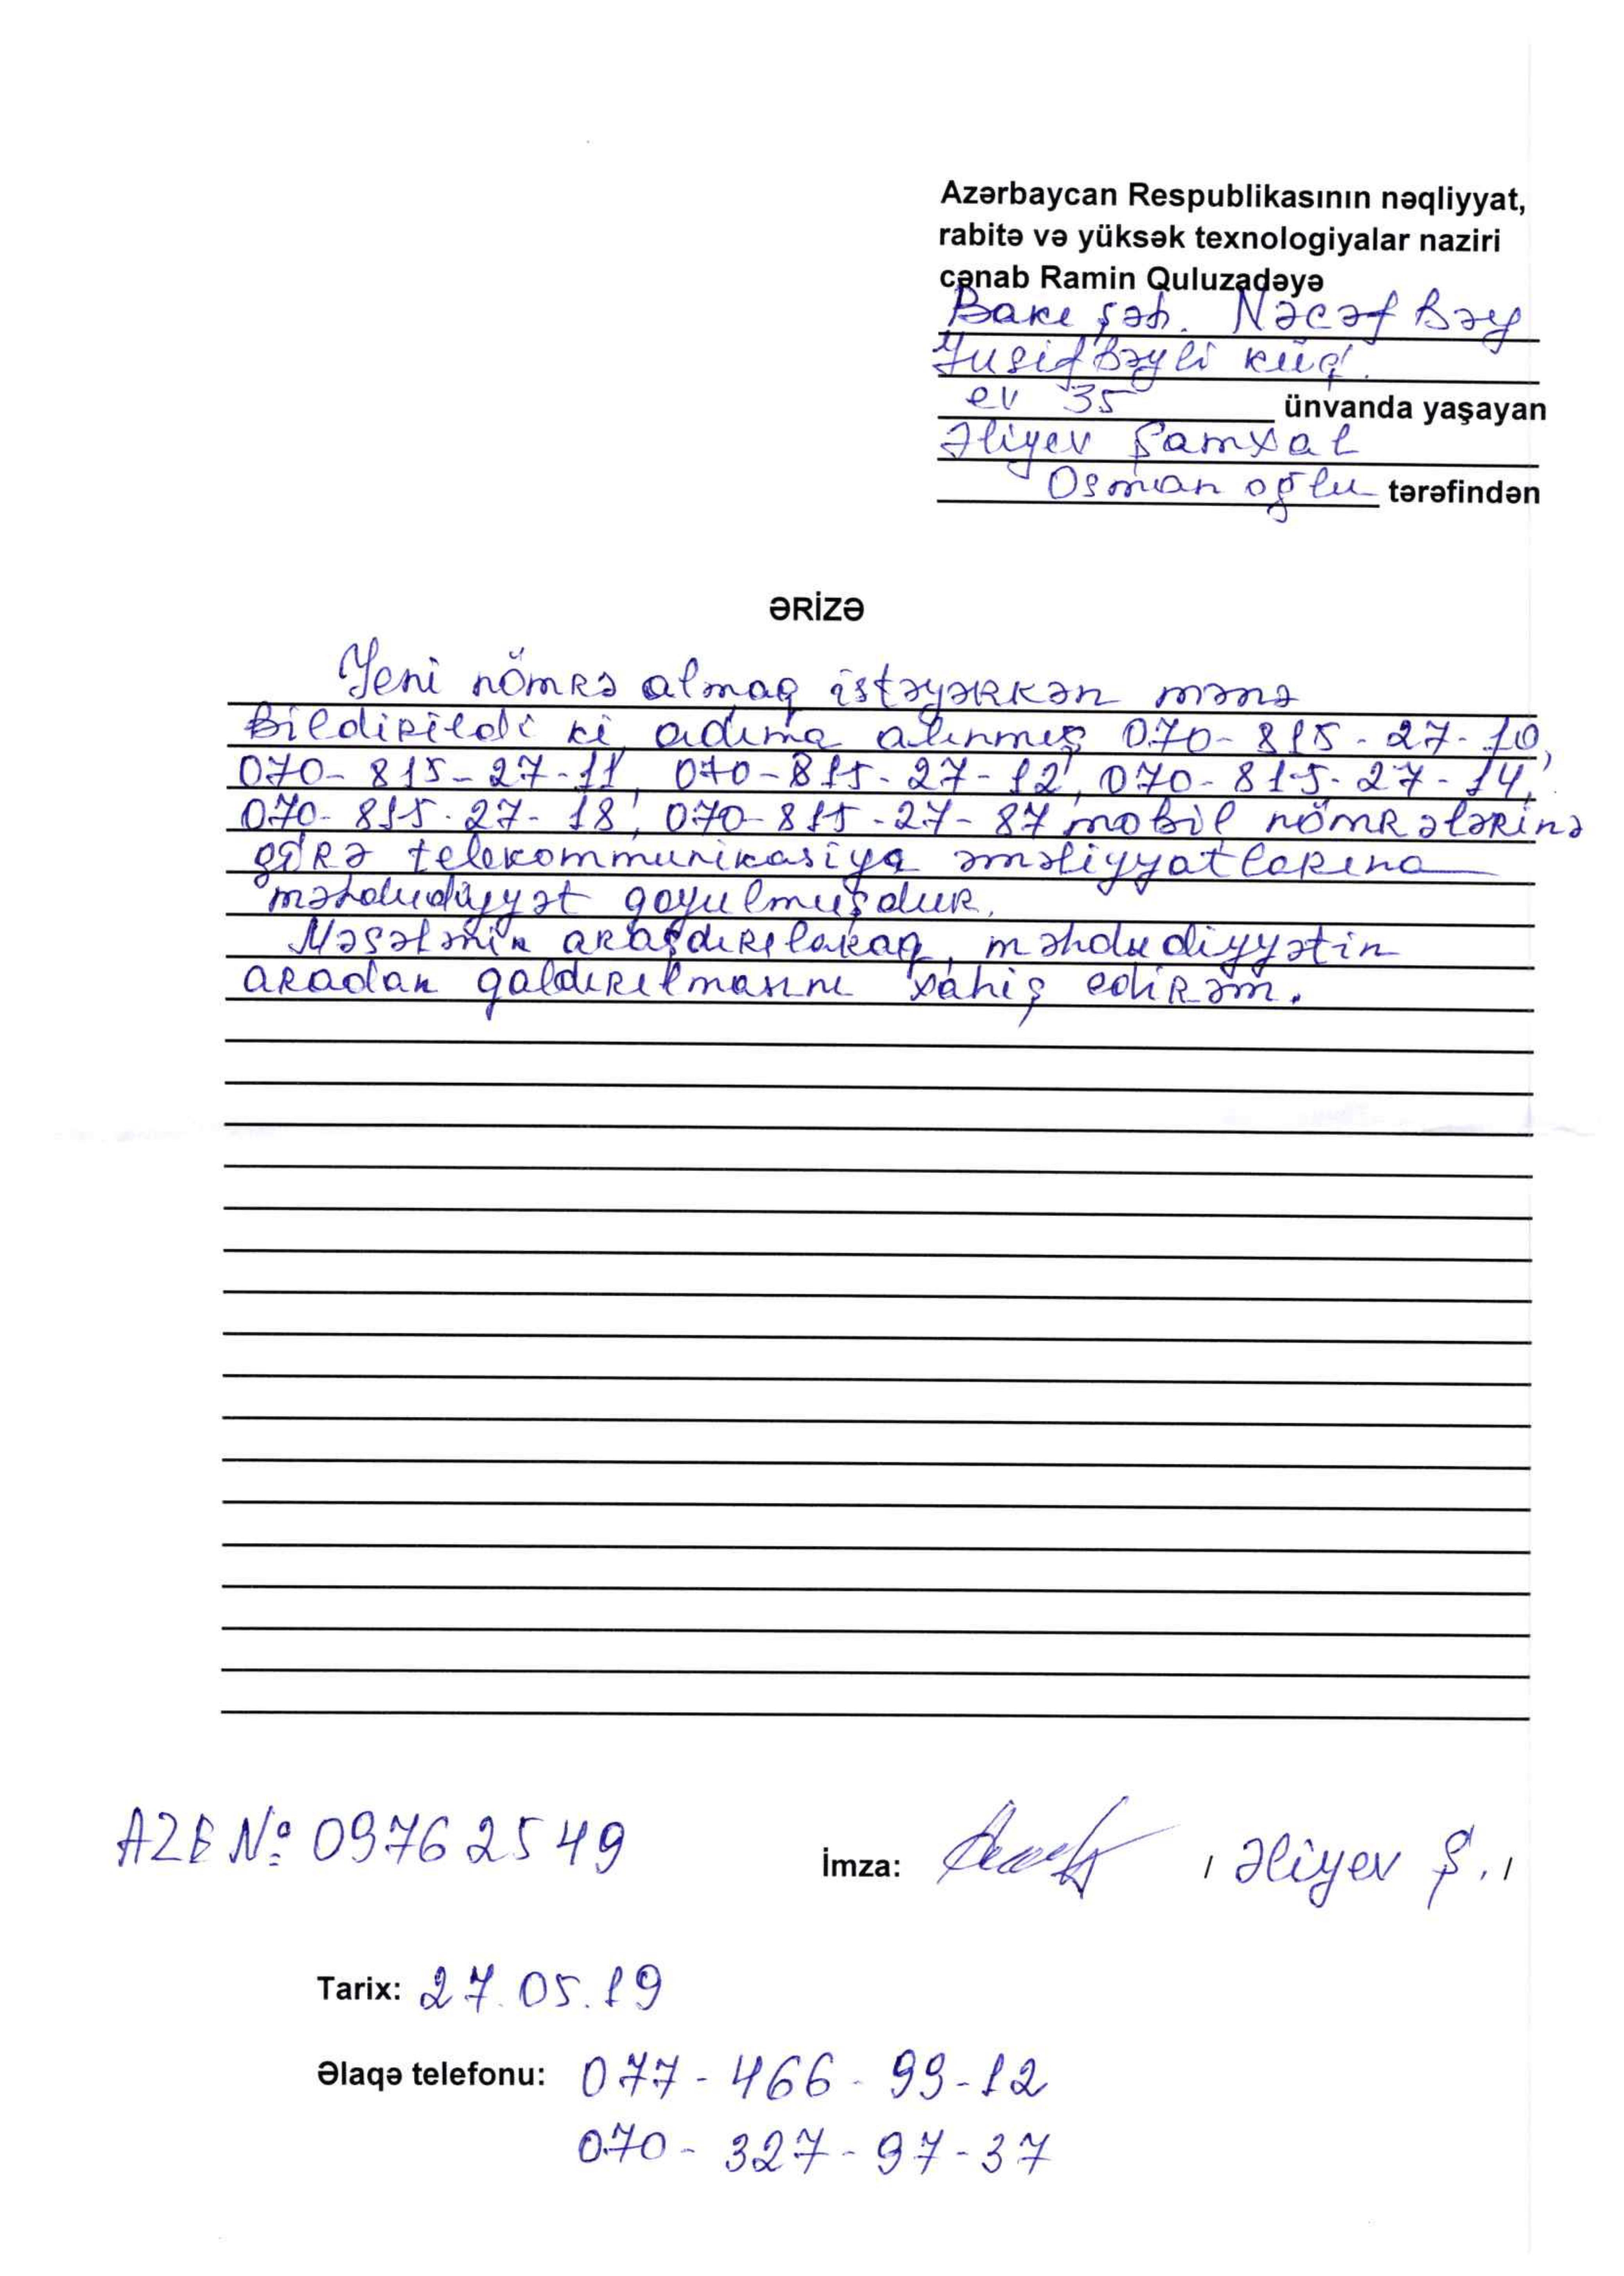 Azərbaycan Respublikasının nəqliyyat,
rabitə və yüksək texnologiyalar naziri
cənab Ramin Quluzadəyə
Bakı şəh. Nəcəf bəy
Yusifbəyli küç.
ev 35 ünvanda yaşayan
Əliyev Şamxal
Osman oğlu tərəfindən
ƏRİZƏ
Yeni nömrə almaq istəyərkən mənə
bildirildi ki, adıma alınmış 070-815-27-10,
070-815-27-11, 070-815-27-12, 070-815-27-14,
070-815-27-18, 070-815-27-87 mobil nömrələrinə
görə telekommunikasiya əməliyyatlarına
məhdudiyyət qoyulmuşdur.
Məsələnin araşdırılaraq, məhdudiyyətin
aradan qaldırılmasını xahiş edirəm.
AZE № 09762549
İmza: / Əliyev Ş. /
Tarix: 27.05.19
Əlaqə telefonu: 077-466-99-12
070-327-97-37